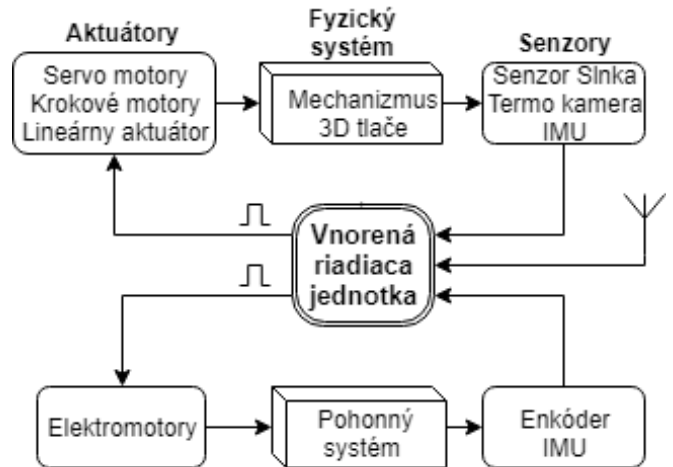 Aktuátory
Fyzický
systém
Senzory
Servo motory
Krokové motory
Lineárny aktuátor
Mechanizmus
3D tlače
Senzor Slnka
Termo kamera
IMU
Vnorená
riadiaca
jednotka
Elektromotory
Pohonný
systém
Enkóder
IMU